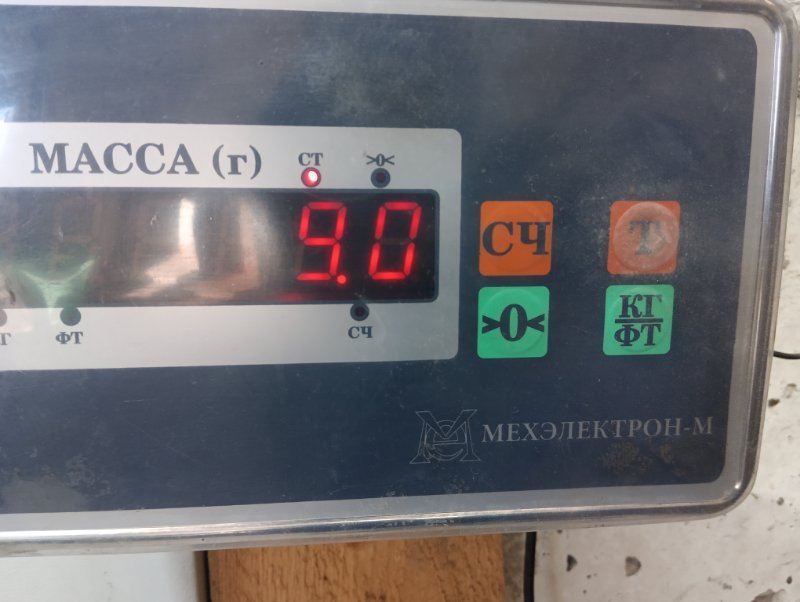 МАССА (г)
СТ
>0<
9.0
СЧ
Т
>0<
КГ
ФТ
ФТ
СЧ
МЕХЭЛЕКТРОН-М